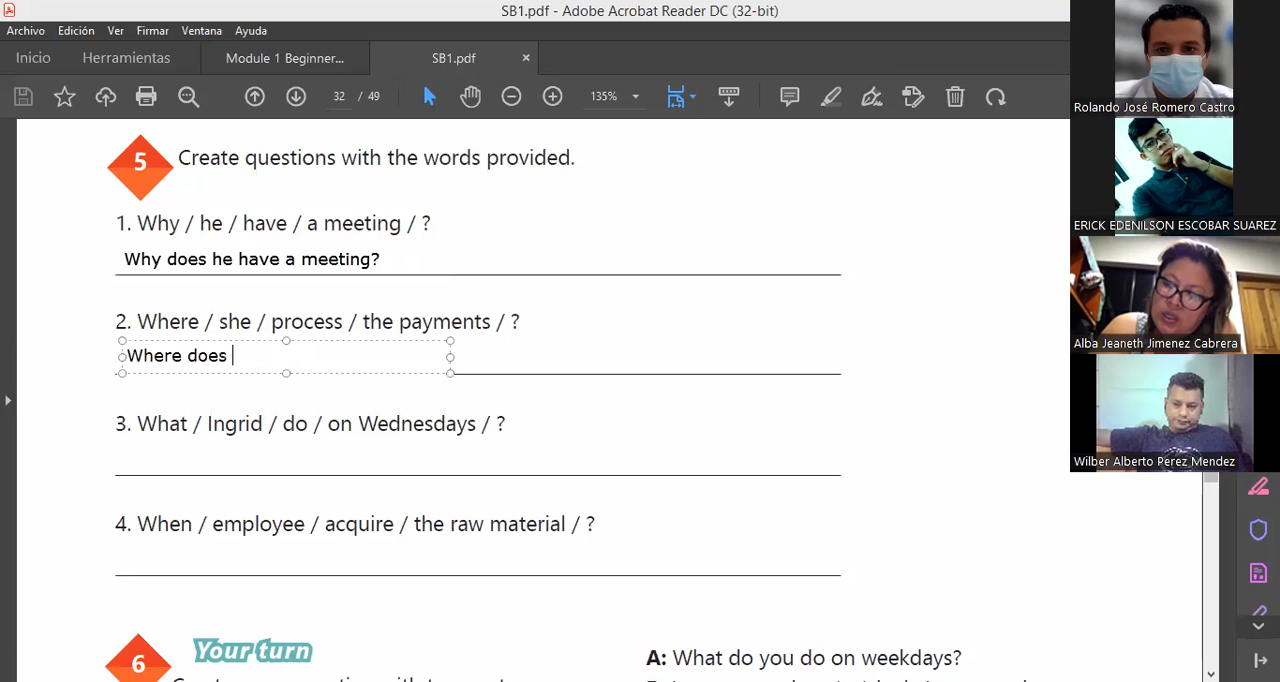 SB1.pdf - Adobe Acrobat Reader DC (32-bit)
Archivo Edición Ver Firmar Ventana Ayuda
Inicio Herramientas Module 1 Beginner... SB1.pdf ×
32 / 49 135%
5 Create questions with the words provided.
1. Why / he / have / a meeting / ?
Why does he have a meeting?
2. Where / she / process / the payments / ?
Where does
3. What / Ingrid / do / on Wednesdays / ?
4. When / employee / acquire / the raw material / ?
6 Your turn
A: What do you do on weekdays?
Rolando José Romero Castro
ERICK EDENILSON ESCOBAR SUAREZ
Alba Jeaneth Jimenez Cabrera
Wilber Alberto Perez Mendez